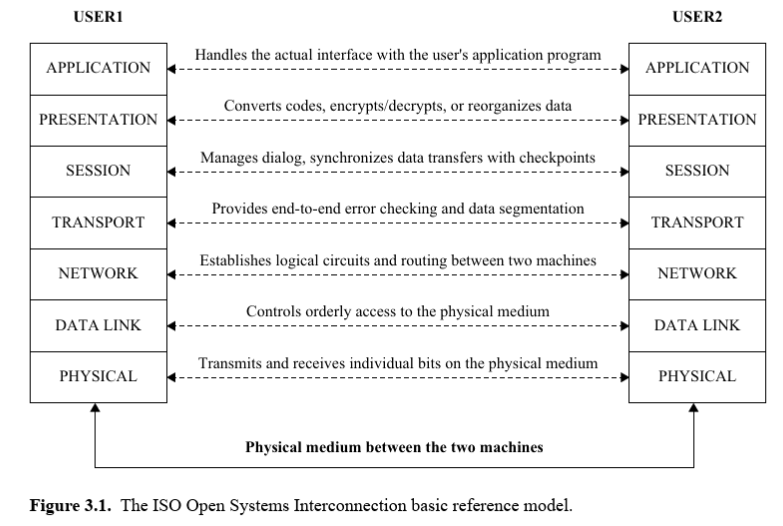 USER1 USER2
APPLICATION Handles the actual interface with the user's application program APPLICATION
PRESENTATION Converts codes, encrypts/decrypts, or reorganizes data PRESENTATION
SESSION Manages dialog, synchronizes data transfers with checkpoints SESSION
TRANSPORT Provides end-to-end error checking and data segmentation TRANSPORT
NETWORK Establishes logical circuits and routing between two machines NETWORK
DATA LINK Controls orderly access to the physical medium DATA LINK
PHYSICAL Transmits and receives individual bits on the physical medium PHYSICAL
Physical medium between the two machines
Figure 3.1. The ISO Open Systems Interconnection basic reference model.